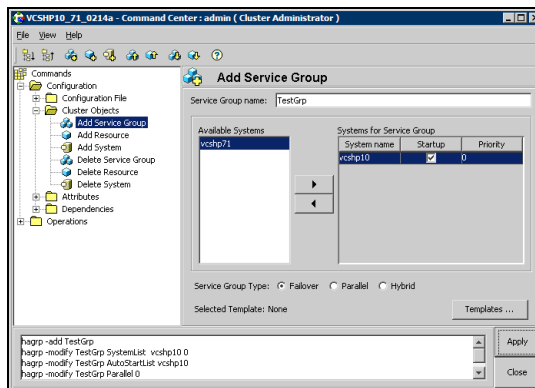 VCSHP10_71_0214a - Command Center : admin ( Cluster Administrator )
File View Help
Commands
Configuration
Configuration File
Cluster Objects
Add Service Group
Add Resource
Add System
Delete Service Group
Delete Resource
Delete System
Attributes
Dependencies
Operations
Add Service Group
Service Group name: TestGrp
Available Systems
vcshp71
Systems for Service Group
System name Startup Priority
vcshp10 0
Service Group Type: Failover Parallel Hybrid
Selected Template: None
Templates ...
hagrp -add TestGrp
hagrp -modify TestGrp SystemList vcshp10 0
hagrp -modify TestGrp AutoStartList vcshp10
hagrp -modify TestGrp Parallel 0
Apply
Close